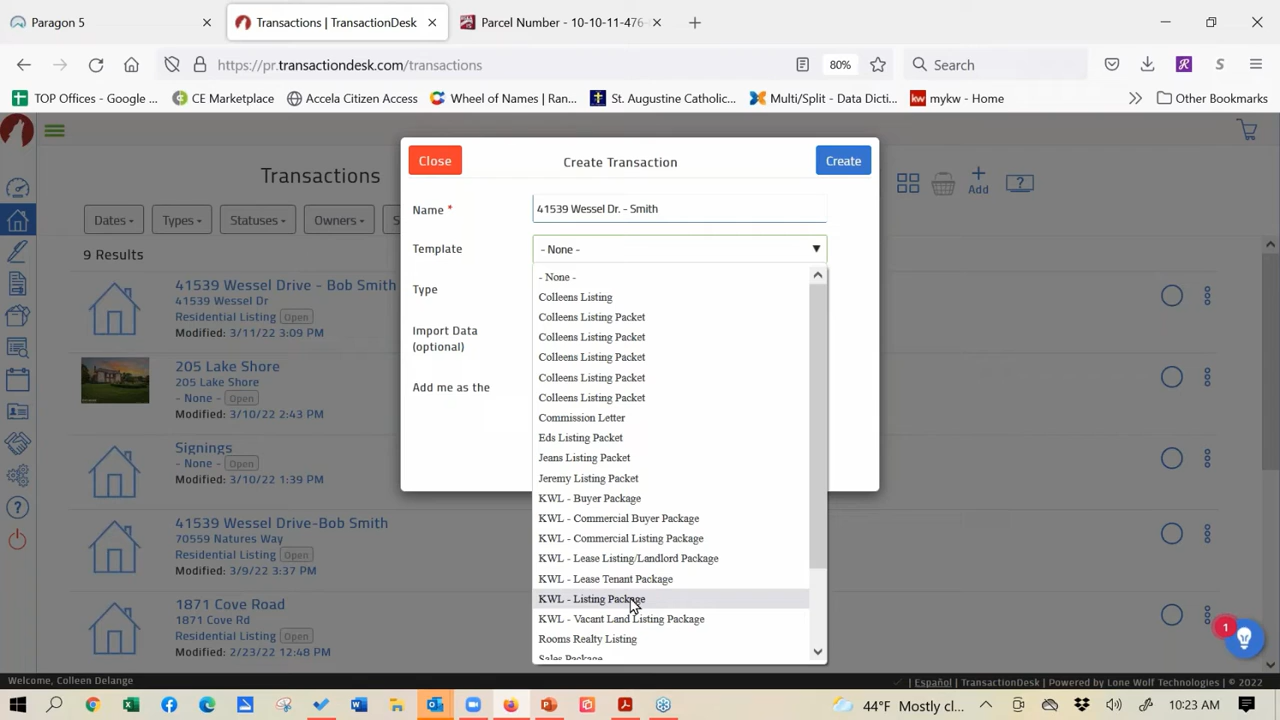 Paragon 5
Transactions | TransactionDesk
Parcel Number - 10-10-11-476-
https://pr.transactiondesk.com/transactions
80%
Search
TOP Offices - Google ...
CE Marketplace
Accela Citizen Access
Wheel of Names | Ran...
St. Augustine Catholic...
Multi/Split - Data Dicti...
mykw - Home
Other Bookmarks
Close
Create Transaction
Create
Transactions
Add
Name *
41539 Wessel Dr. - Smith
Dates
Types
Statuses
Owners
S
Template
- None -
9 Results
- None -
41539 Wessel Drive - Bob Smith
41539 Wessel Dr
Residential Listing Open
Modified: 3/11/22 3:09 PM
Type
Import Data
(optional)
Add me as the
Colleens Listing
Colleens Listing Packet
Colleens Listing Packet
Colleens Listing Packet
Colleens Listing Packet
Colleens Listing Packet
Commission Letter
Eds Listing Packet
Jeans Listing Packet
Jeremy Listing Packet
KWL - Buyer Package
KWL - Commercial Buyer Package
KWL - Commercial Listing Package
KWL - Lease Listing/Landlord Package
KWL - Lease Tenant Package
KWL - Listing Package
KWL - Vacant Land Listing Package
Rooms Realty Listing
Sales Package
205 Lake Shore
205 Lake Shore
- None - Open
Modified: 3/10/22 2:43 PM
Signings
- None - Open
Modified: 3/10/22 1:39 PM
41539 Wessel Drive-Bob Smith
70559 Natures Way
Residential Listing Open
Modified: 3/9/22 3:37 PM
1871 Cove Road
1871 Cove Rd
Residential Listing Open
Modified: 2/23/22 12:48 PM
1
Welcome, Colleen Delange
| Español | TransactionDesk | Powered by Lone Wolf Technologies | © 2022
44°F Mostly cl...
10:23 AM